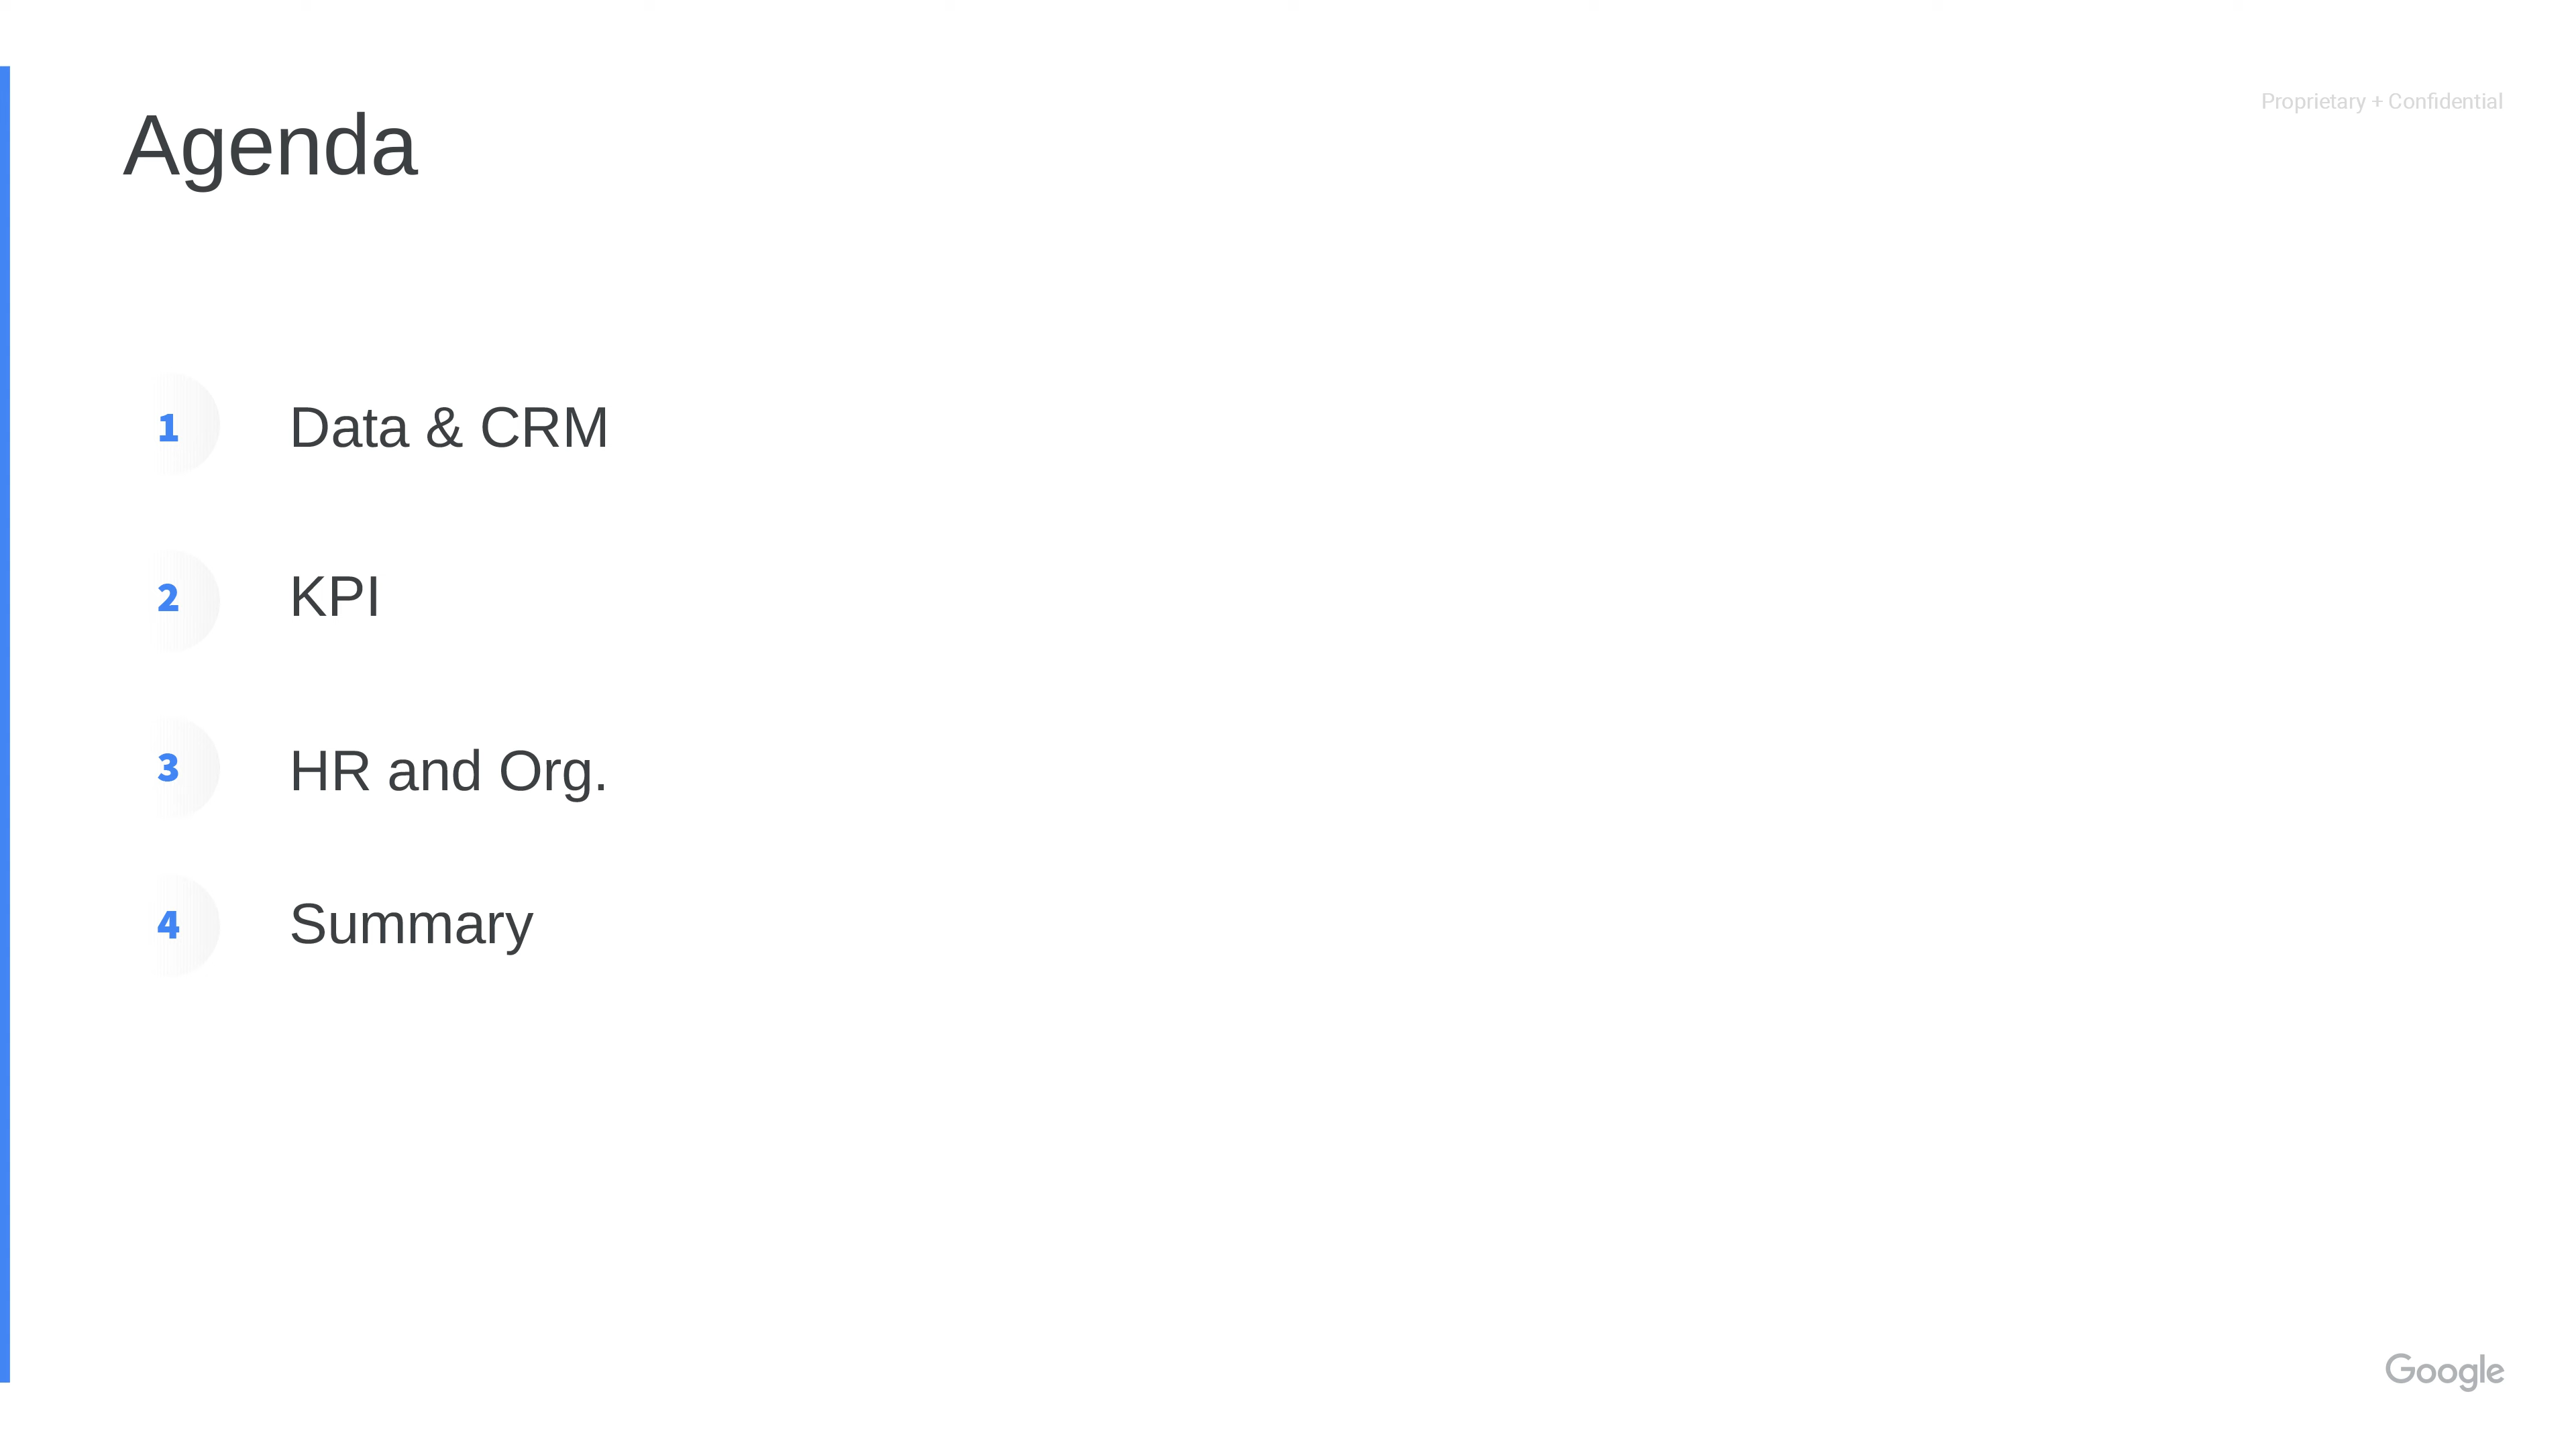 Proprietary + Confidential
Agenda
1 Data & CRM
2 KPI
3 HR and Org.
4 Summary
Google